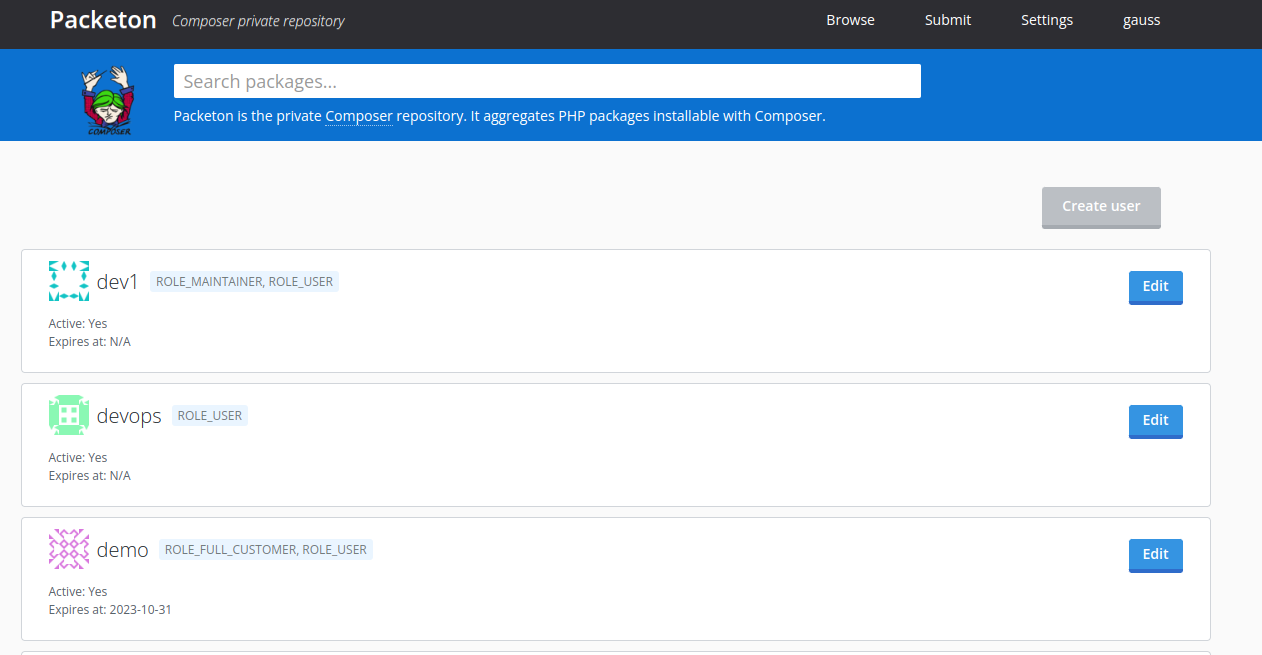 Packeton Composer private repository Browse Submit Settings gauss
Search packages...
COMPOSER
Packeton is the private Composer repository. It aggregates PHP packages installable with Composer.
Create user
dev1 ROLE_MAINTAINER, ROLE_USER Edit
Active: Yes
Expires at: N/A
devops ROLE_USER Edit
Active: Yes
Expires at: N/A
demo ROLE_FULL_CUSTOMER, ROLE_USER Edit
Active: Yes
Expires at: 2023-10-31